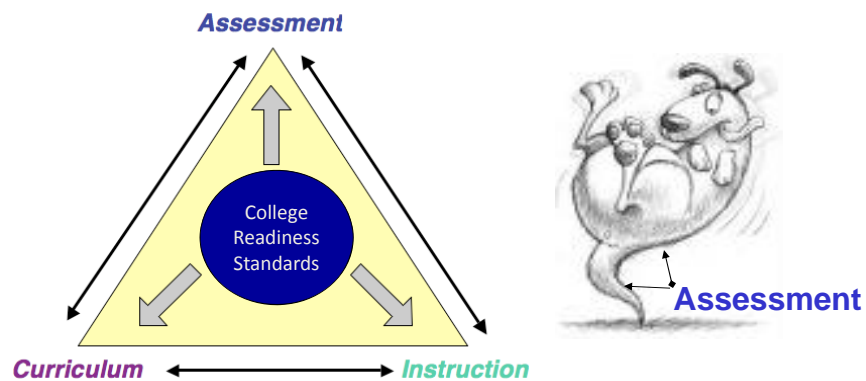 Assessment
College
Readiness
Standards
Assessment
Curriculum
Instruction